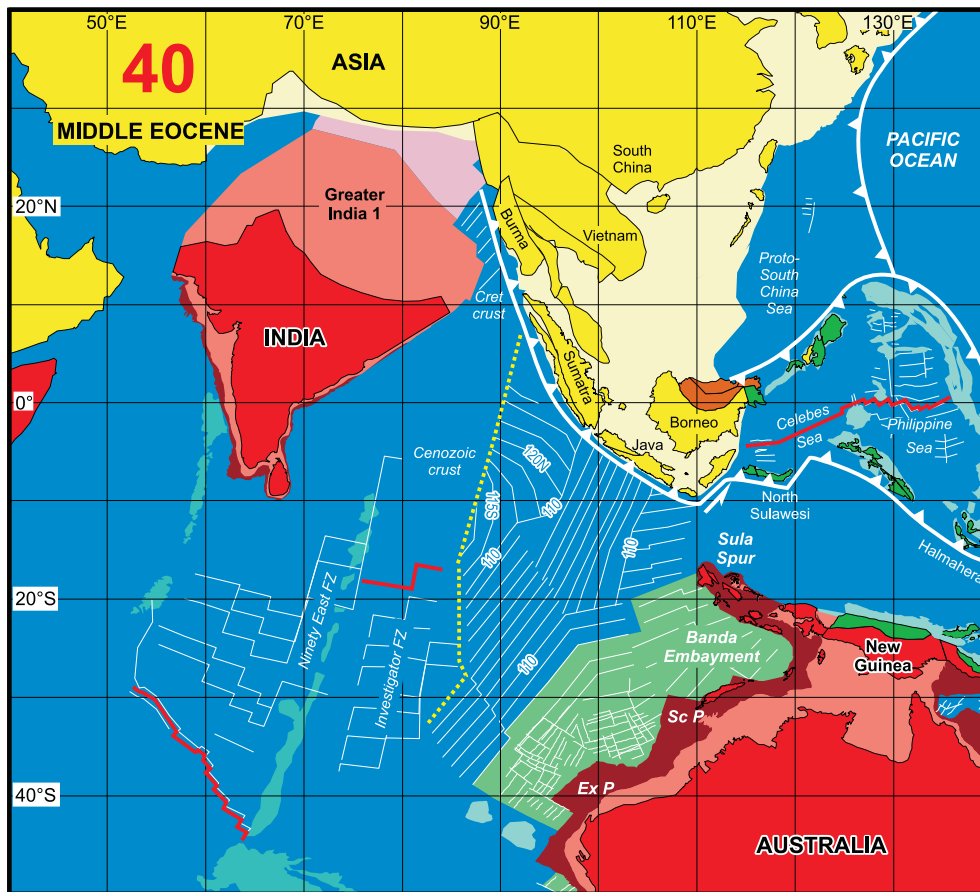 50°E
70°E
90°E
110°E
130°E
40
MIDDLE EOCENE
ASIA
PACIFIC
OCEAN
South
China
20°N
Greater
India 1
Burma
Vietnam
Proto-
South
China
Sea
Cret
crust
INDIA
Sumatra
0°
Borneo
Celebes
Sea
Philippine
Sea
Java
Cenozoic
crust
120N
115S
110
110
110
110
North
Sulawesi
Halmahera
Sula
Spur
20°S
Ninety East FZ
Investigator FZ
Banda
Embayment
New
Guinea
Sc P
Ex P
40°S
AUSTRALIA